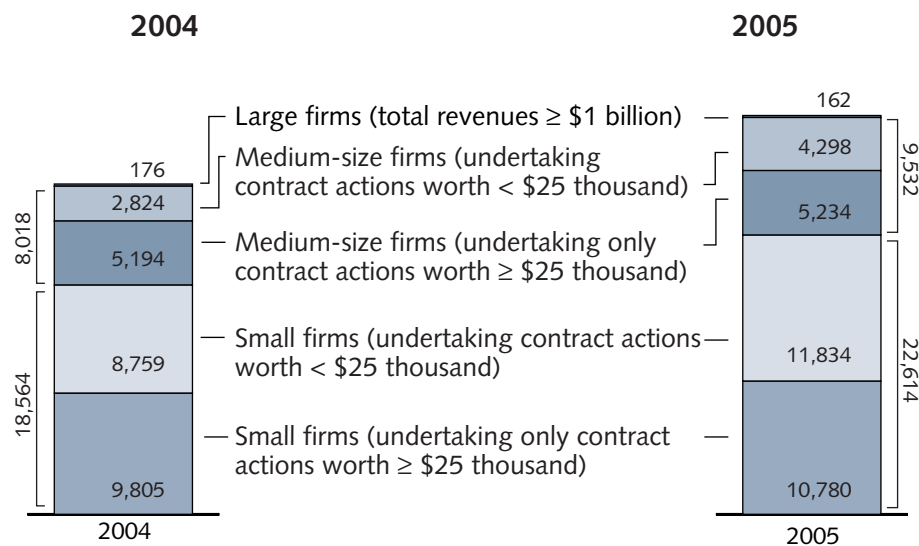 2004
2005
176
2,824
5,194
8,759
9,805
8,018
18,564
2004
Large firms (total revenues ≥ $1 billion)
Medium-size firms (undertaking
contract actions worth < $25 thousand)
Medium-size firms (undertaking only
contract actions worth ≥ $25 thousand)
Small firms (undertaking contract actions
worth < $25 thousand)
Small firms (undertaking only contract
actions worth ≥ $25 thousand)
162
4,298
5,234
11,834
10,780
9,532
22,614
2005